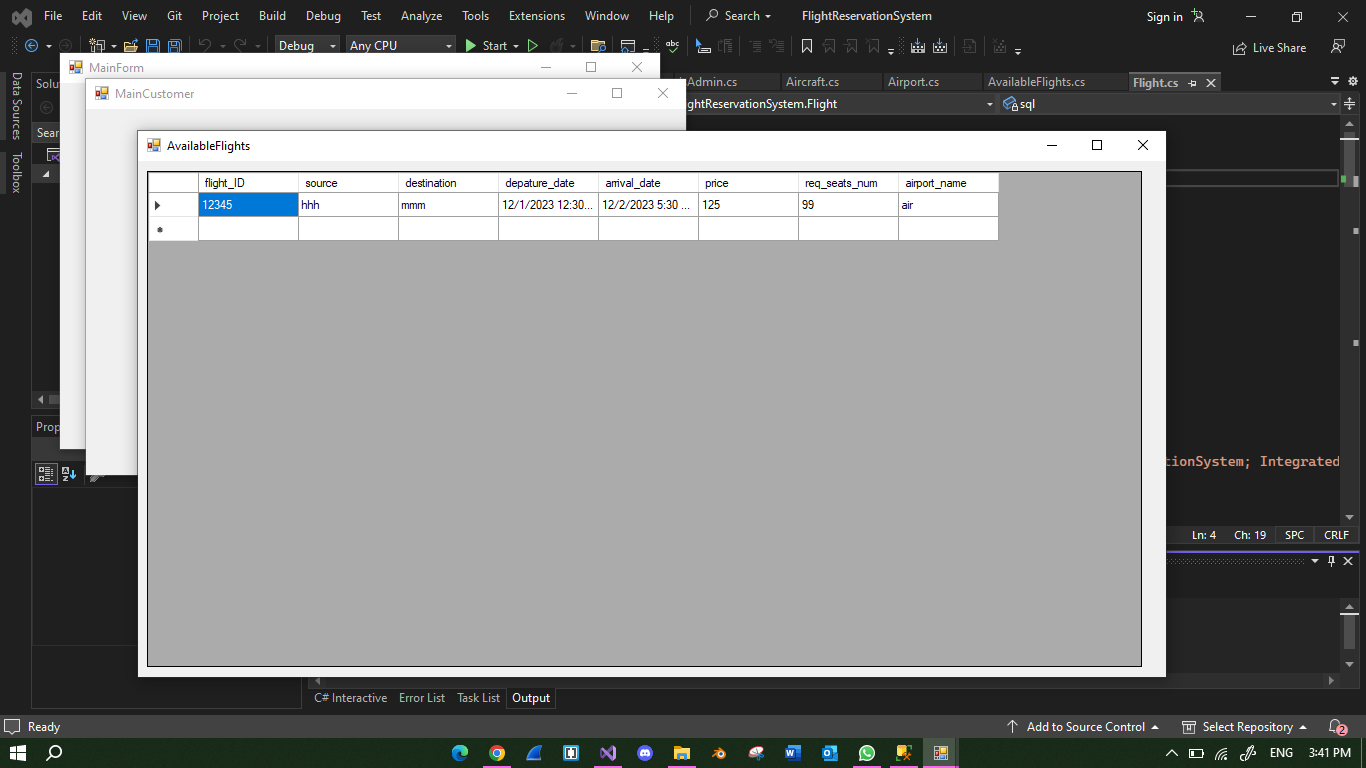 File Edit View Git Project Build Debug Test Analyze Tools Extensions Window Help Search FlightReservationSystem Sign in
Debug Any CPU Start Live Share
MainForm
Data Sources
Toolbox
Solu
Admin.cs Aircraft.cs Airport.cs AvailableFlights.cs Flight.cs
MainCustomer
ghtReservationSystem.Flight sql
Sear
AvailableFlights
flight_ID source destination depature_date arrival_date price req_seats_num airport_name
12345 hhh mmm 12/1/2023 12:30... 12/2/2023 5:30 ... 125 99 air
Prop
tionSystem; Integrated
Ln: 4 Ch: 19 SPC CRLF
C# Interactive Error List Task List Output
Ready Add to Source Control Select Repository 2
ENG 3:41 PM